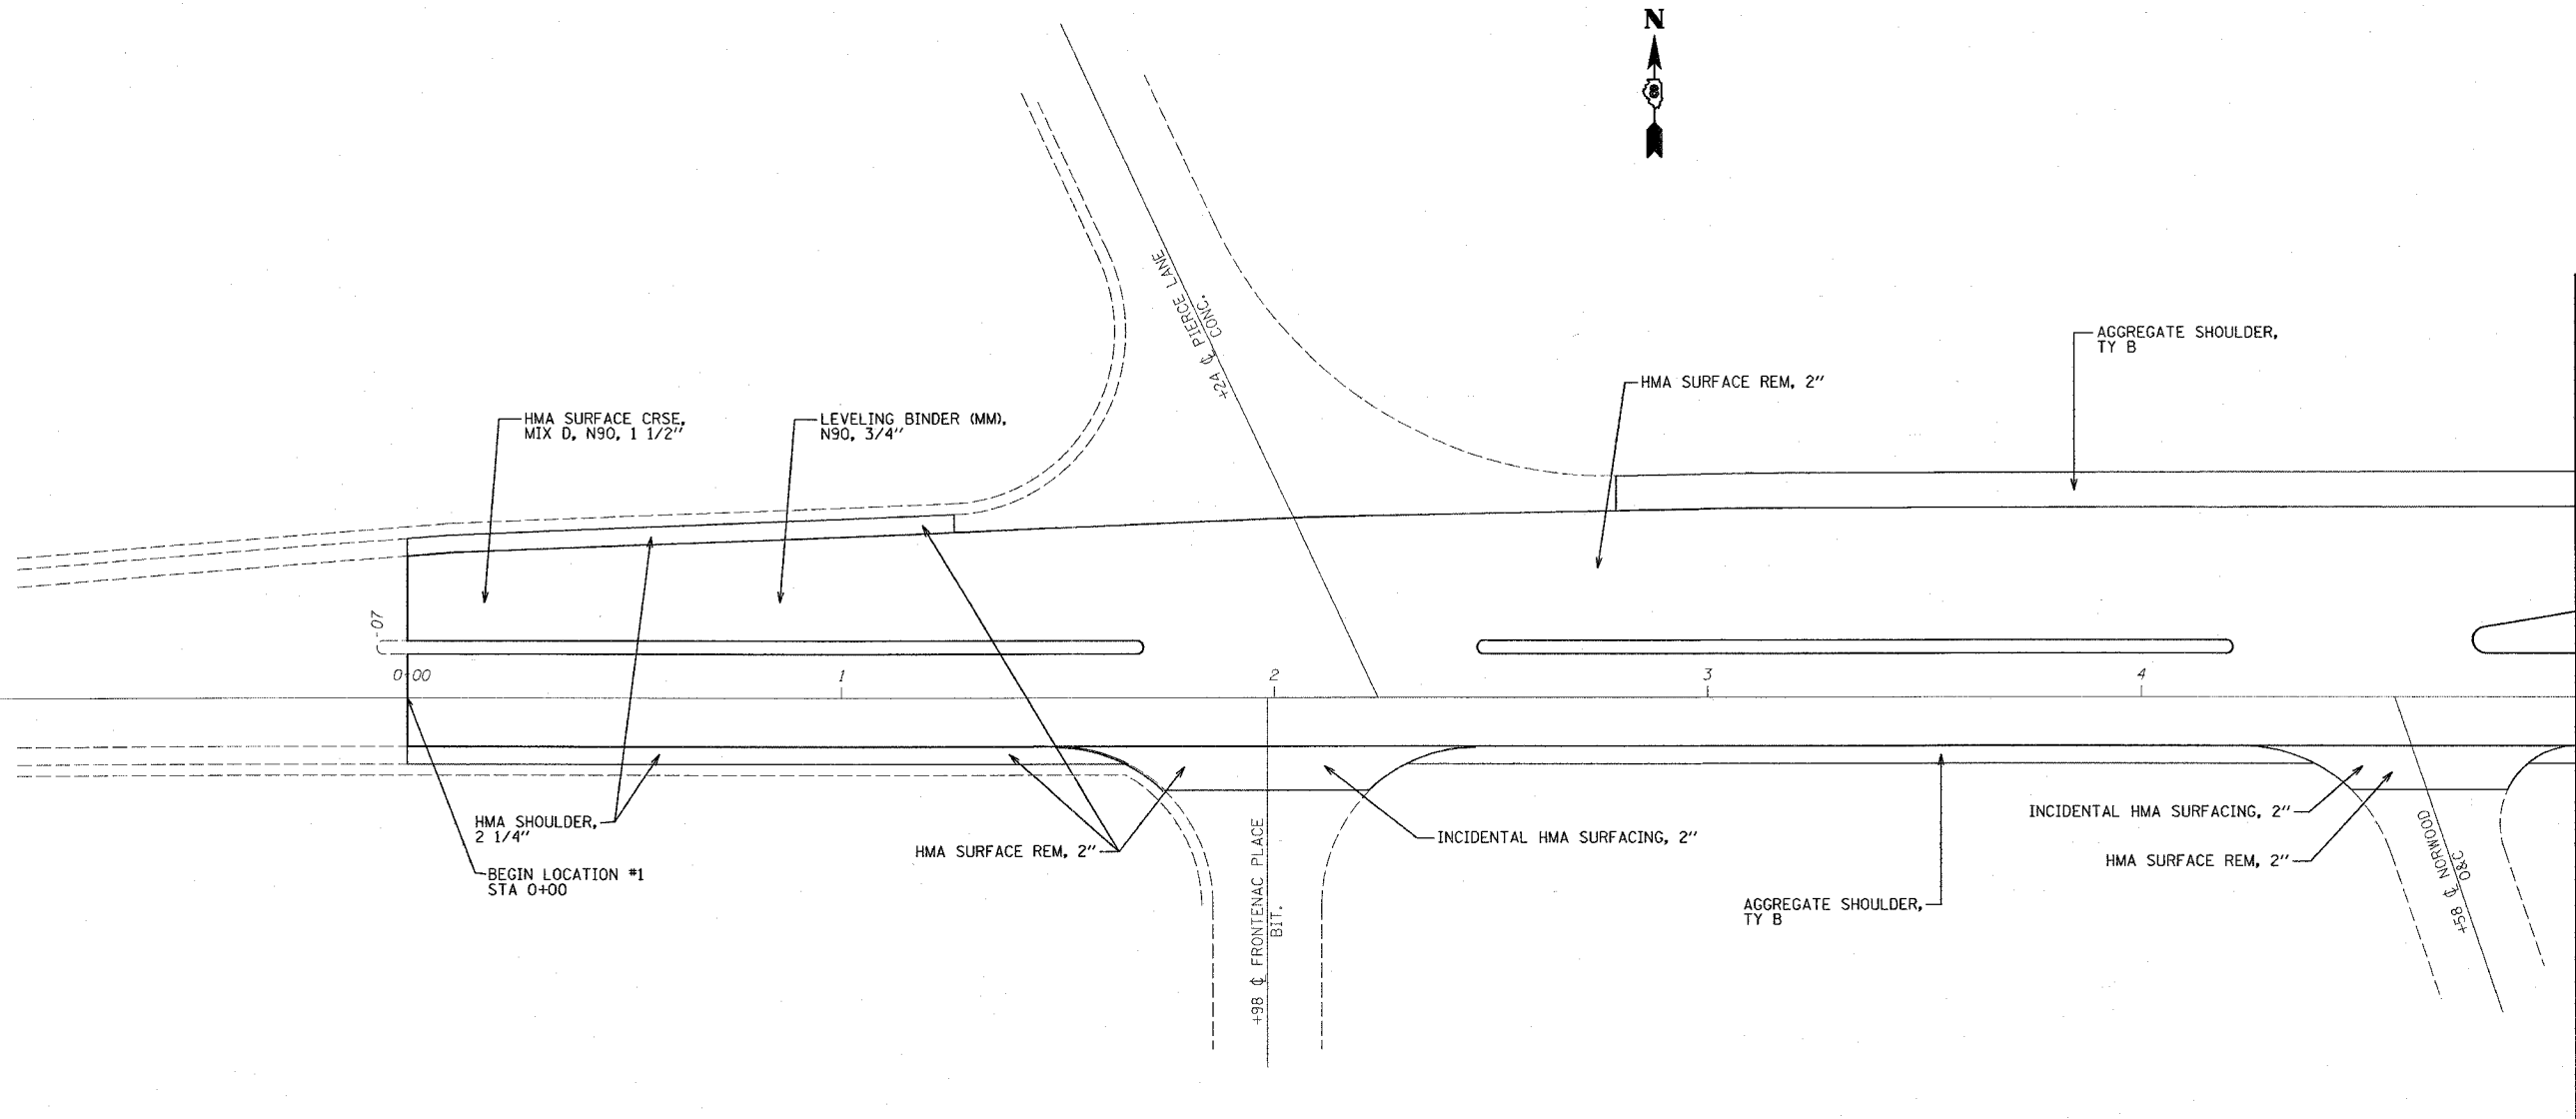 N
AGGREGATE SHOULDER,
TY B
HMA SURFACE REM, 2"
+24 ℄ PIERCE LANE
CONC.
HMA SURFACE CRSE,
MIX D, N90, 1 1/2"
LEVELING BINDER (MM),
N90, 3/4"
-07
0+00
1
2
3
4
HMA SHOULDER,
2 1/4"
BEGIN LOCATION #1
STA 0+00
HMA SURFACE REM, 2"
INCIDENTAL HMA SURFACING, 2"
+98 ℄ FRONTENAC PLACE
BIT.
AGGREGATE SHOULDER,
TY B
INCIDENTAL HMA SURFACING, 2"
HMA SURFACE REM, 2"
+58 ℄ NORWOOD
O&C